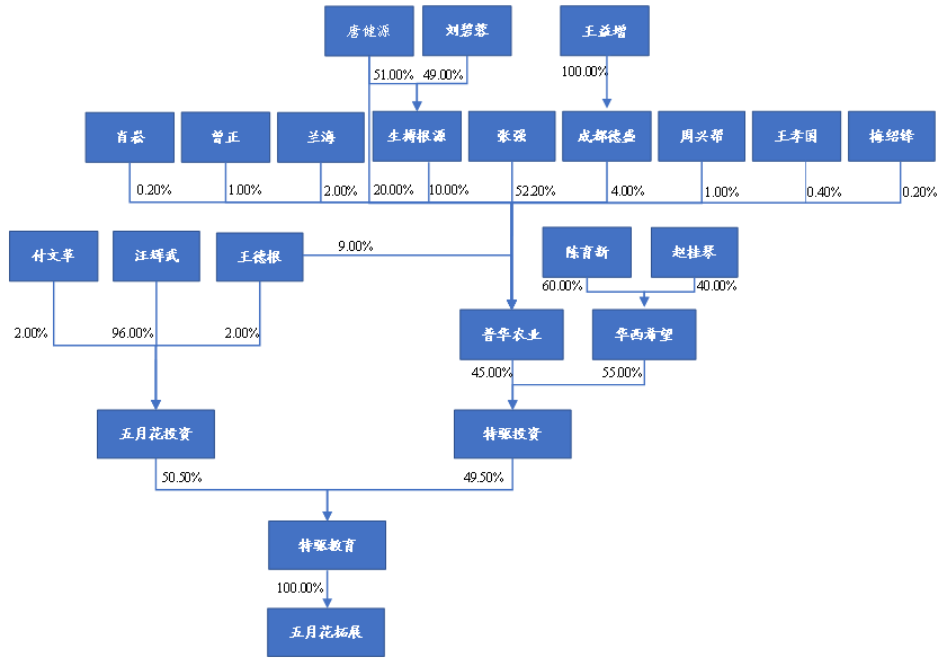 唐健源
刘碧蓉
王益增
51.00%
49.00%
100.00%
肖崧
曾正
兰海
生搏根源
张强
成都德盛
周兴帮
王孝国
梅绍锋
0.20%
1.00%
2.00%
20.00%
10.00%
52.20%
4.00%
1.00%
0.40%
0.20%
付文革
汪辉武
王德根
9.00%
陈育新
赵桂琴
60.00%
40.00%
2.00%
96.00%
2.00%
普华农业
华西希望
45.00%
55.00%
五月花投资
特驱投资
50.50%
49.50%
特驱教育
100.00%
五月花拓展